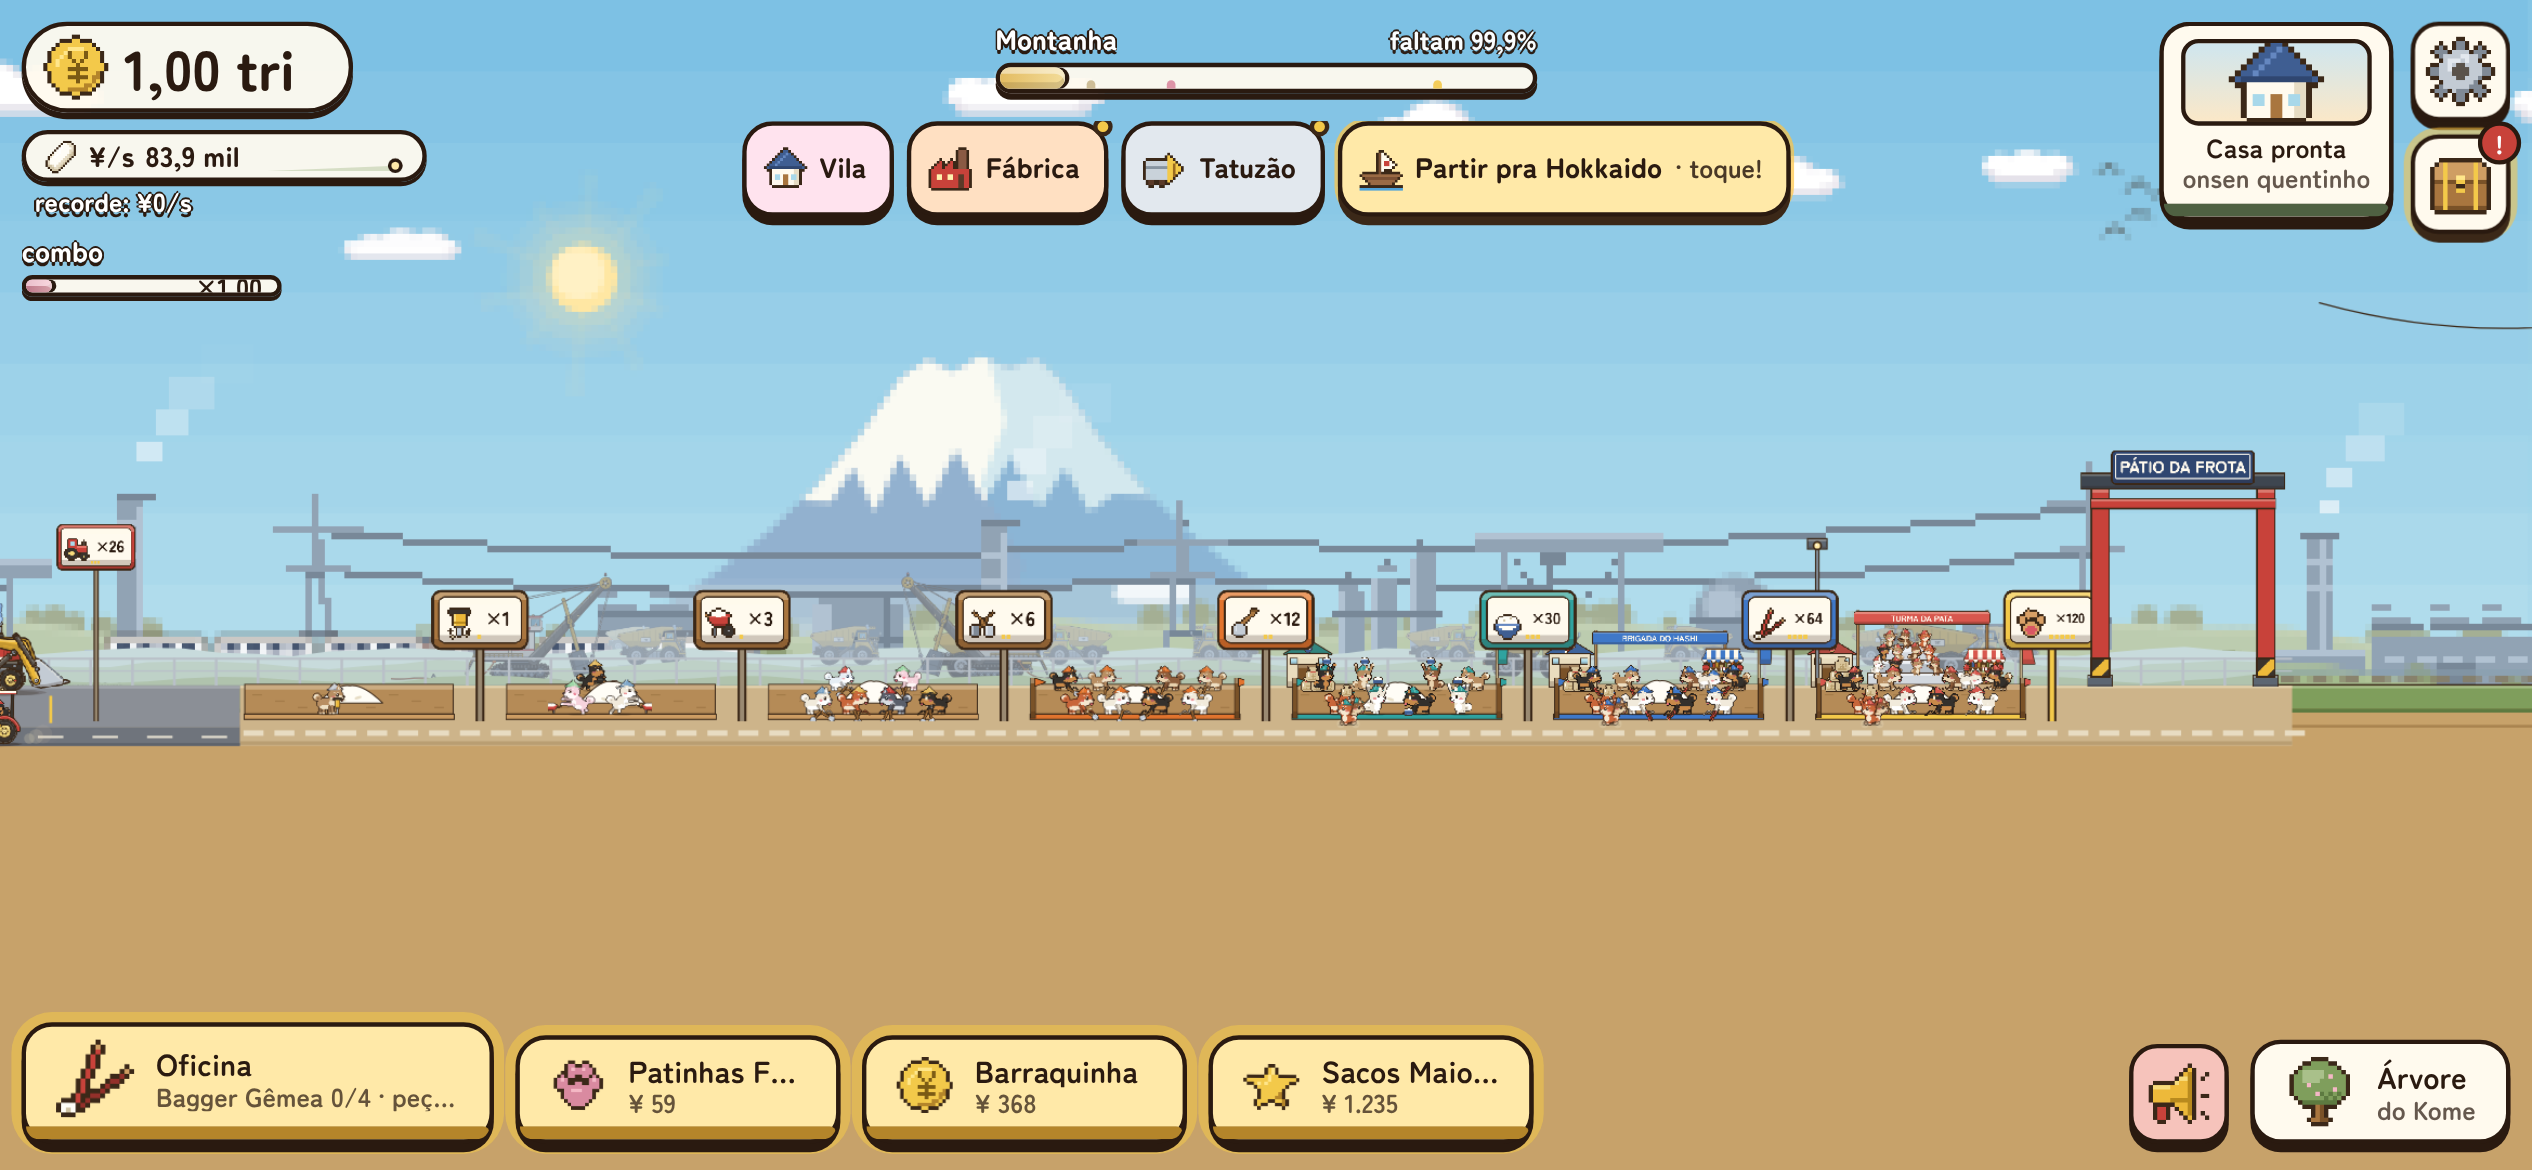 1,00 tri
¥/s 83,9 mil
recorde: ¥0/s
combo
×1,00
Montanha
faltam 99,9%
Vila
Fábrica
Tatuzão
Partir pra Hokkaido · toque!
Casa pronta
onsen quentinho
!
PÁTIO DA FROTA
×26
×1
×3
×6
×12
×30
×64
×120
BRIGADA DO HASHI
TURMA DA PATA
Oficina
Bagger Gêmea 0/4 · peç...
Patinhas F...
¥ 59
Barraquinha
¥ 368
Sacos Maio...
¥ 1.235
Árvore
do Kome